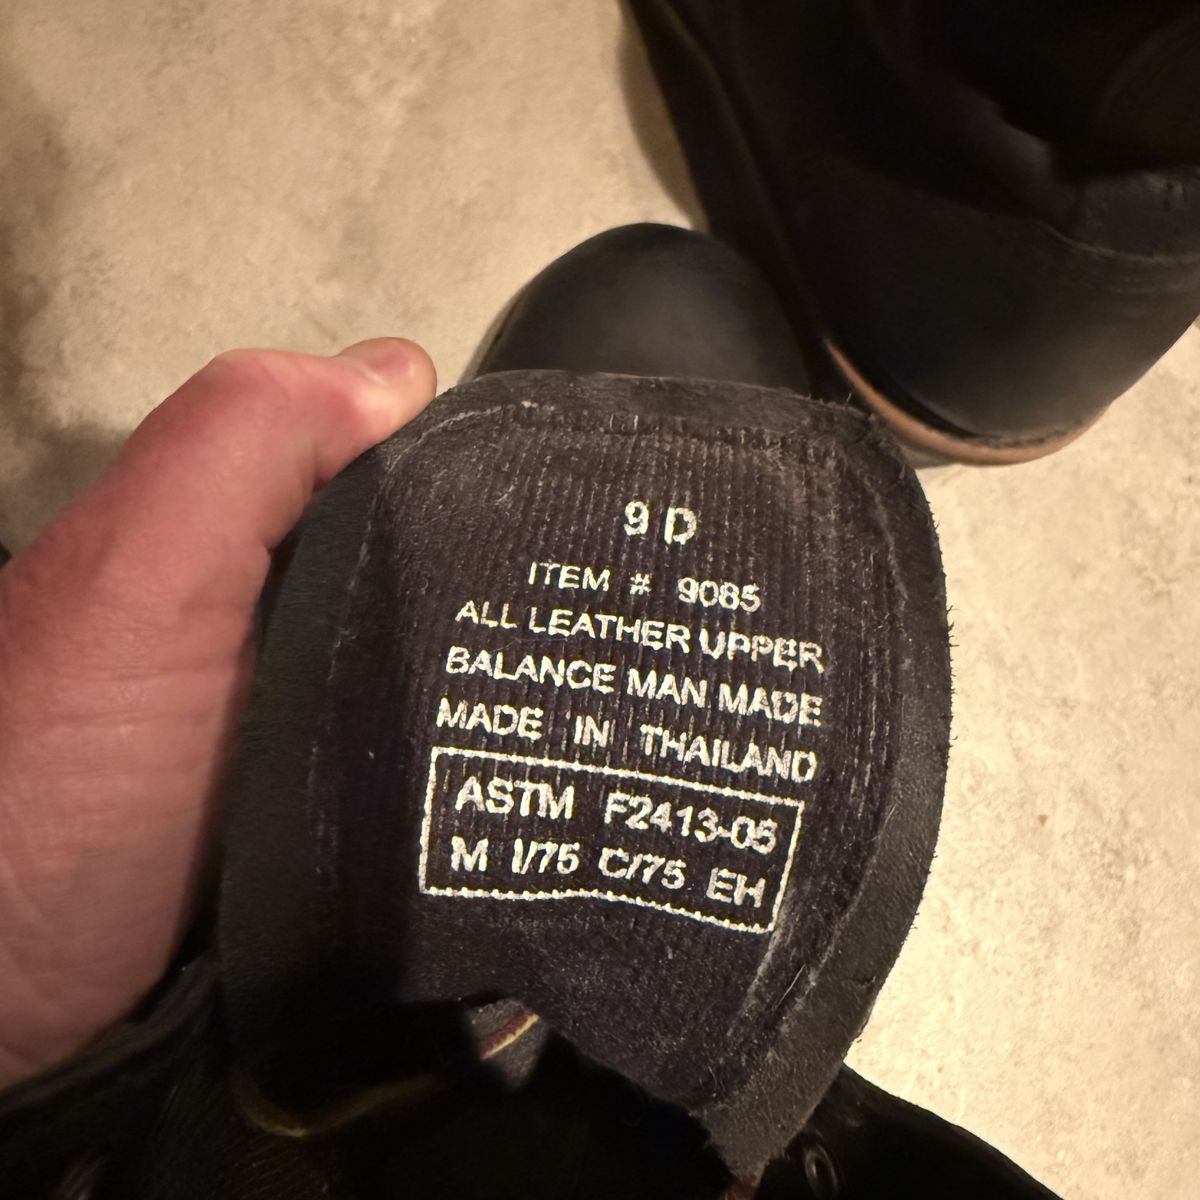 9 D
ITEM # 9085
ALL LEATHER UPPER
BALANCE MAN MADE
MADE IN THAILAND
ASTM F2413-05
M I/75 C/75 EH